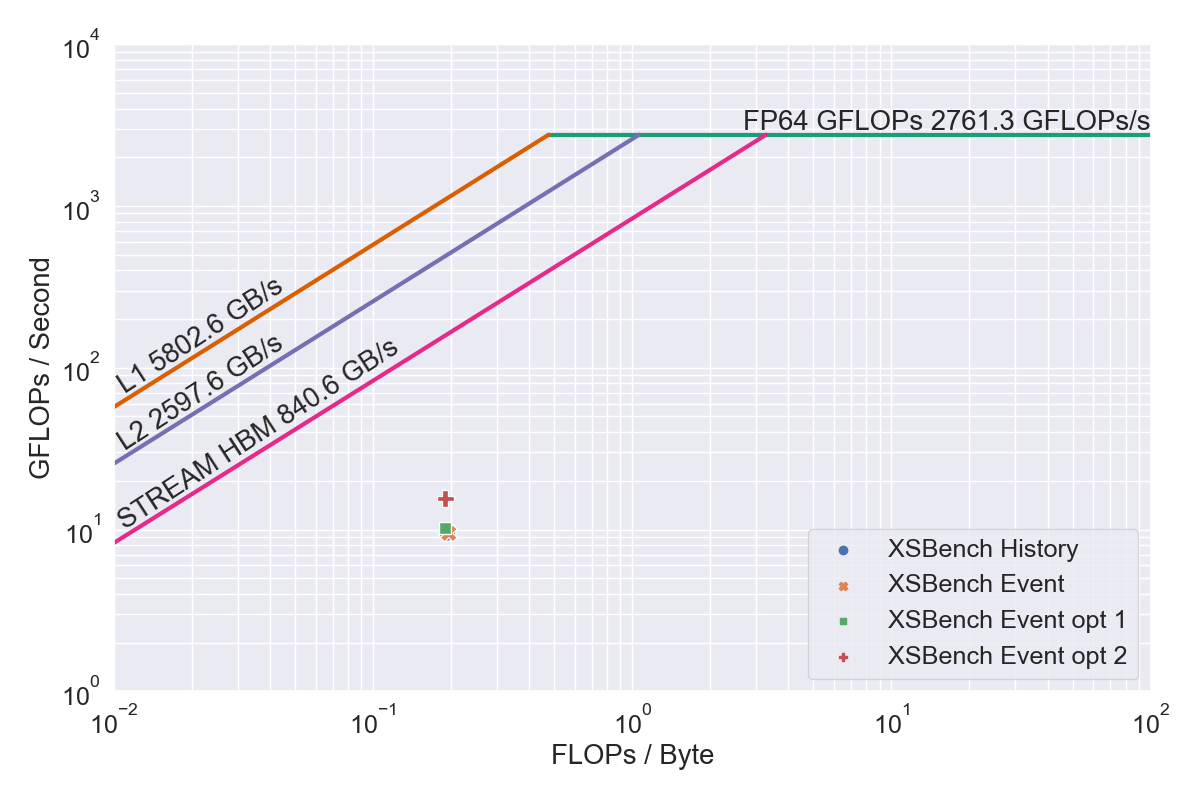 10^4
FP64 GFLOPs 2761.3 GFLOPs/s
10^3
L1 5802.6 GB/s
GFLOPs / Second
L2 2597.6 GB/s
10^2
STREAM HBM 840.6 GB/s
10^1
XSBench History
XSBench Event
XSBench Event opt 1
XSBench Event opt 2
10^0
10^−2 10^−1 10^0 10^1 10^2
FLOPs / Byte